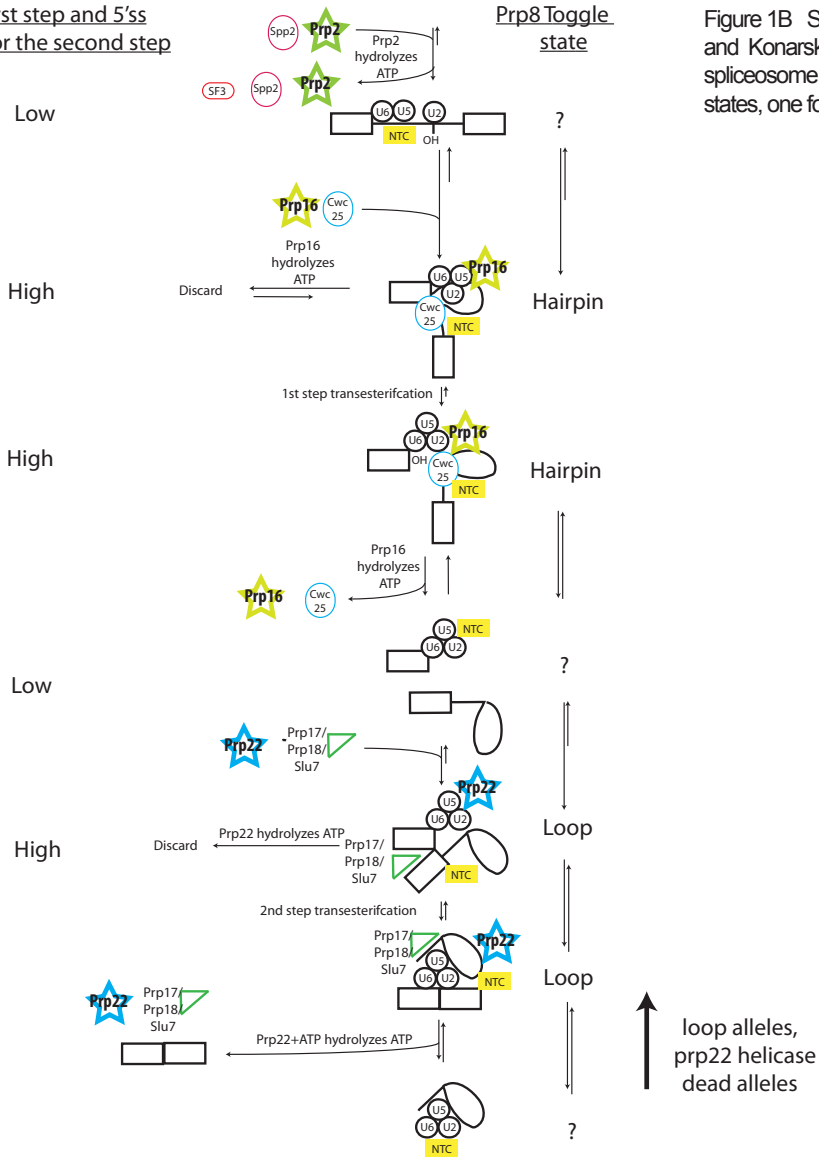 rst step and 5'ss
or the second step
Prp8 Toggle
state
Figure 1B S
and Konarsk
spliceosome
states, one fo
Spp2
Prp2
Prp2
hydrolyzes
ATP
SF3
Spp2
Prp2
Low
U6 U5 U2
NTC
OH
?
Prp16
Cwc
25
Prp16
hydrolyzes
ATP
High
Discard
U6 U5 Prp16
U2
Cwc
25
NTC
Hairpin
1st step transesterifcation
High
U5
U6 U2
Prp16
OH
Cwc
25
NTC
Hairpin
Prp16
hydrolyzes
ATP
Prp16
Cwc
25
U5 NTC
U6 U2
?
Low
Prp22
Prp17/
Prp18/
Slu7
Prp22
U5
U6 U2
Loop
High
Discard
Prp22 hydrolyzes ATP
Prp17/
Prp18/
Slu7
NTC
2nd step transesterifcation
Prp17/
Prp18/
Slu7
Prp22
U5
U6 U2
NTC
Loop
Prp22
Prp17/
Prp18/
Slu7
Prp22+ATP hydrolyzes ATP
loop alleles,
prp22 helicase
dead alleles
U5
U6 U2
NTC
?